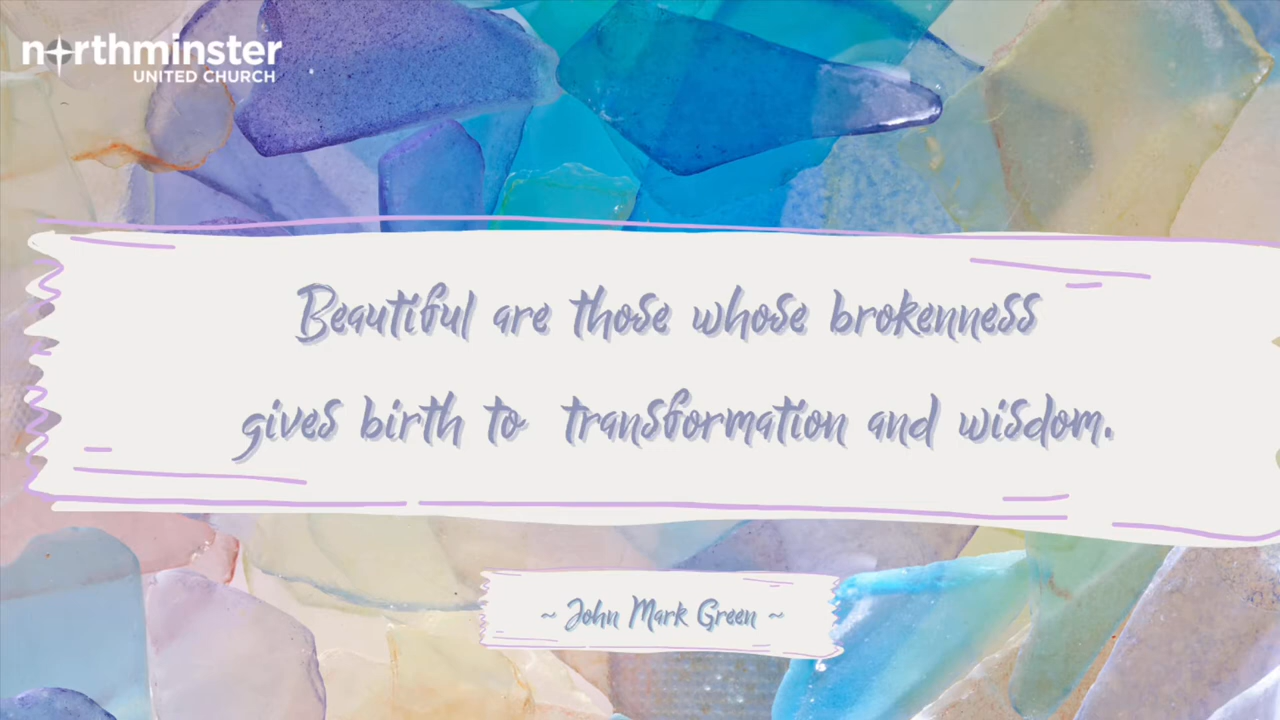 northminster
UNITED CHURCH
Beautiful are those whose brokenness
gives birth to transformation and wisdom.
~ John Mark Green ~